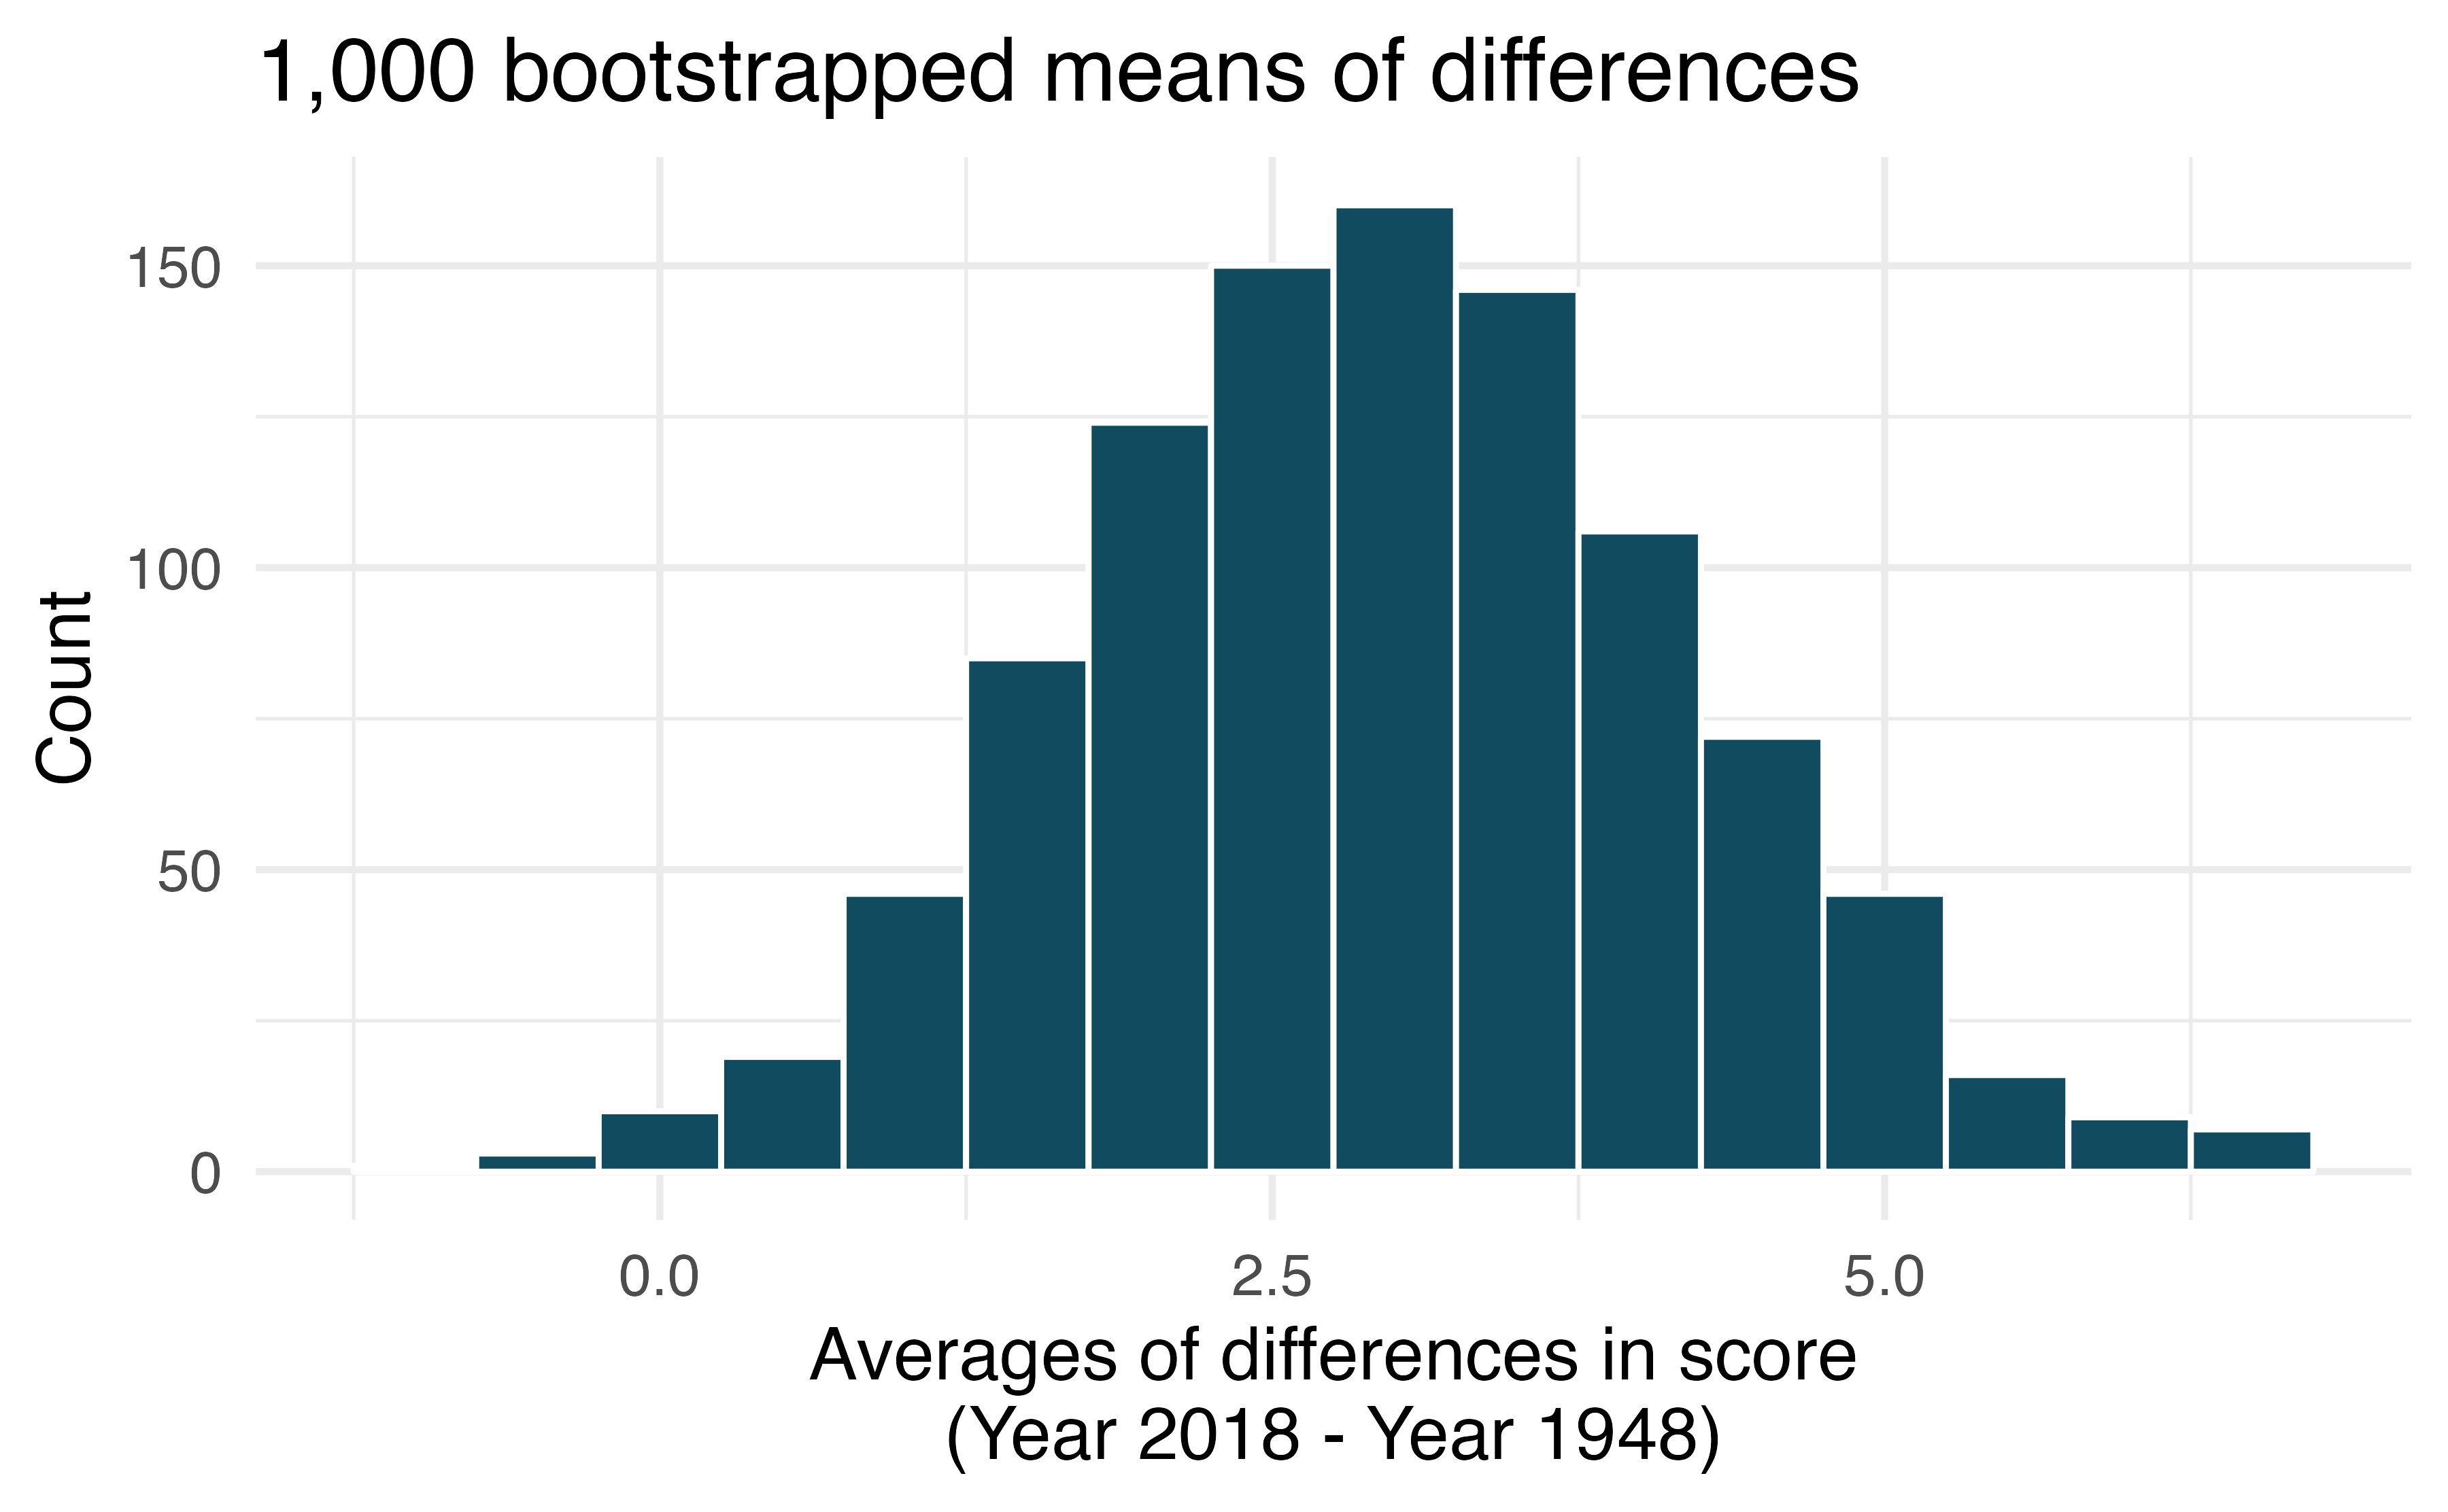 1,000 bootstrapped means of differences
150
100
50
0
Count
0.0 2.5 5.0
Averages of differences in score
(Year 2018 - Year 1948)